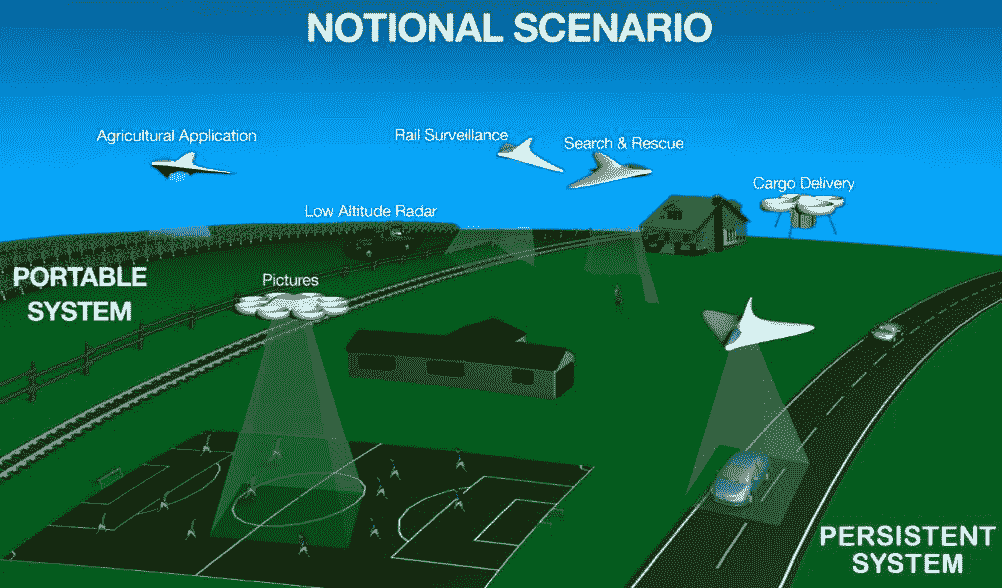 NOTIONAL SCENARIO
Agricultural Application
Rail Surveillance
Search & Rescue
Cargo Delivery
Low Altitude Radar
PORTABLE
SYSTEM
Pictures
PERSISTENT
SYSTEM